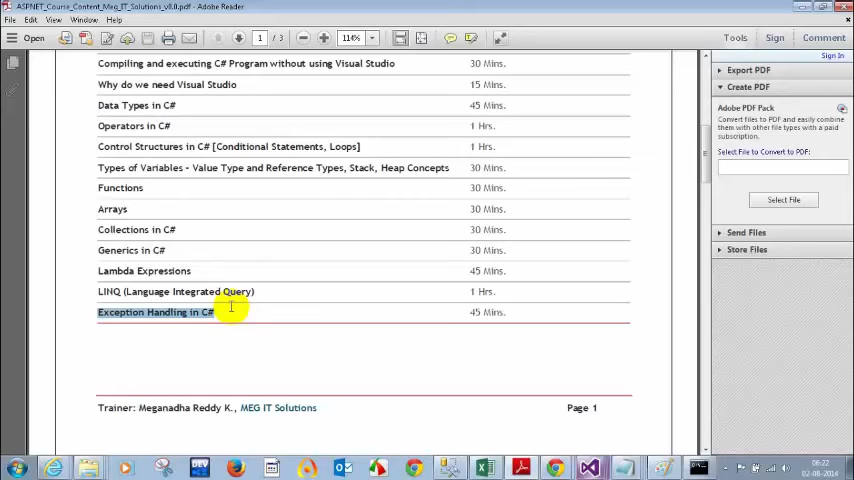 ASPNET_Course_Content_Meg_IT_Solutions_v8.0.pdf - Adobe Reader
File Edit View Window Help
Open 1 / 3 114% Tools Sign Comment
Sign In
Compiling and executing C# Program without using Visual Studio 30 Mins.
Why do we need Visual Studio 15 Mins.
Data Types in C# 45 Mins.
Operators in C# 1 Hrs.
Control Structures in C# [Conditional Statements, Loops] 1 Hrs.
Types of Variables - Value Type and Reference Types, Stack, Heap Concepts 30 Mins.
Functions 30 Mins.
Arrays 30 Mins.
Collections in C# 30 Mins.
Generics in C# 30 Mins.
Lambda Expressions 45 Mins.
LINQ (Language Integrated Query) 1 Hrs.
Exception Handling in C# 45 Mins.
Trainer: Meganadha Reddy K., MEG IT Solutions Page 1
Export PDF
Create PDF
Adobe PDF Pack
Convert files to PDF and easily combine
them with other file types with a paid
subscription.
Select File to Convert to PDF:
Select File
Send Files
Store Files
DEV
06:22
02-08-2014